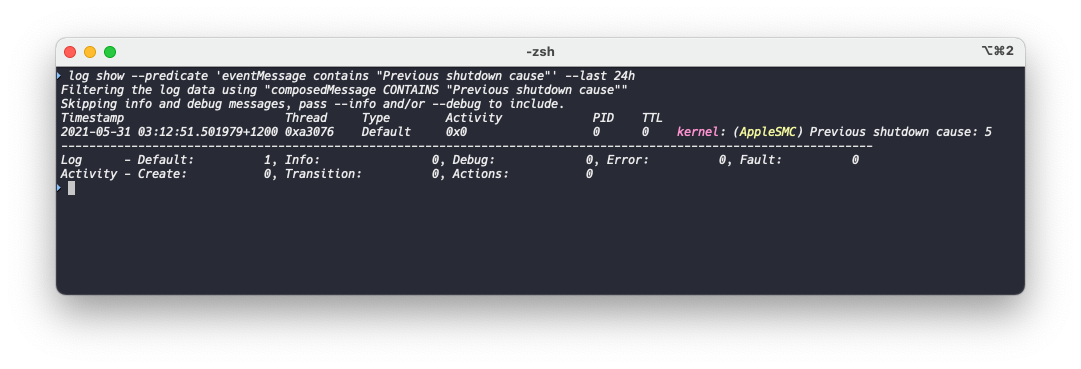 -zsh
⌥⌘2
log show --predicate 'eventMessage contains "Previous shutdown cause"' --last 24h
Filtering the log data using "composedMessage CONTAINS "Previous shutdown cause""
Skipping info and debug messages, pass --info and/or --debug to include.
Timestamp Thread Type Activity PID TTL
2021-05-31 03:12:51.501979+1200 0xa3076 Default 0x0 0 0 kernel: (AppleSMC) Previous shutdown cause: 5
--------------------------------------------------------------------------------------------------------------------
Log - Default: 1, Info: 0, Debug: 0, Error: 0, Fault: 0
Activity - Create: 0, Transition: 0, Actions: 0